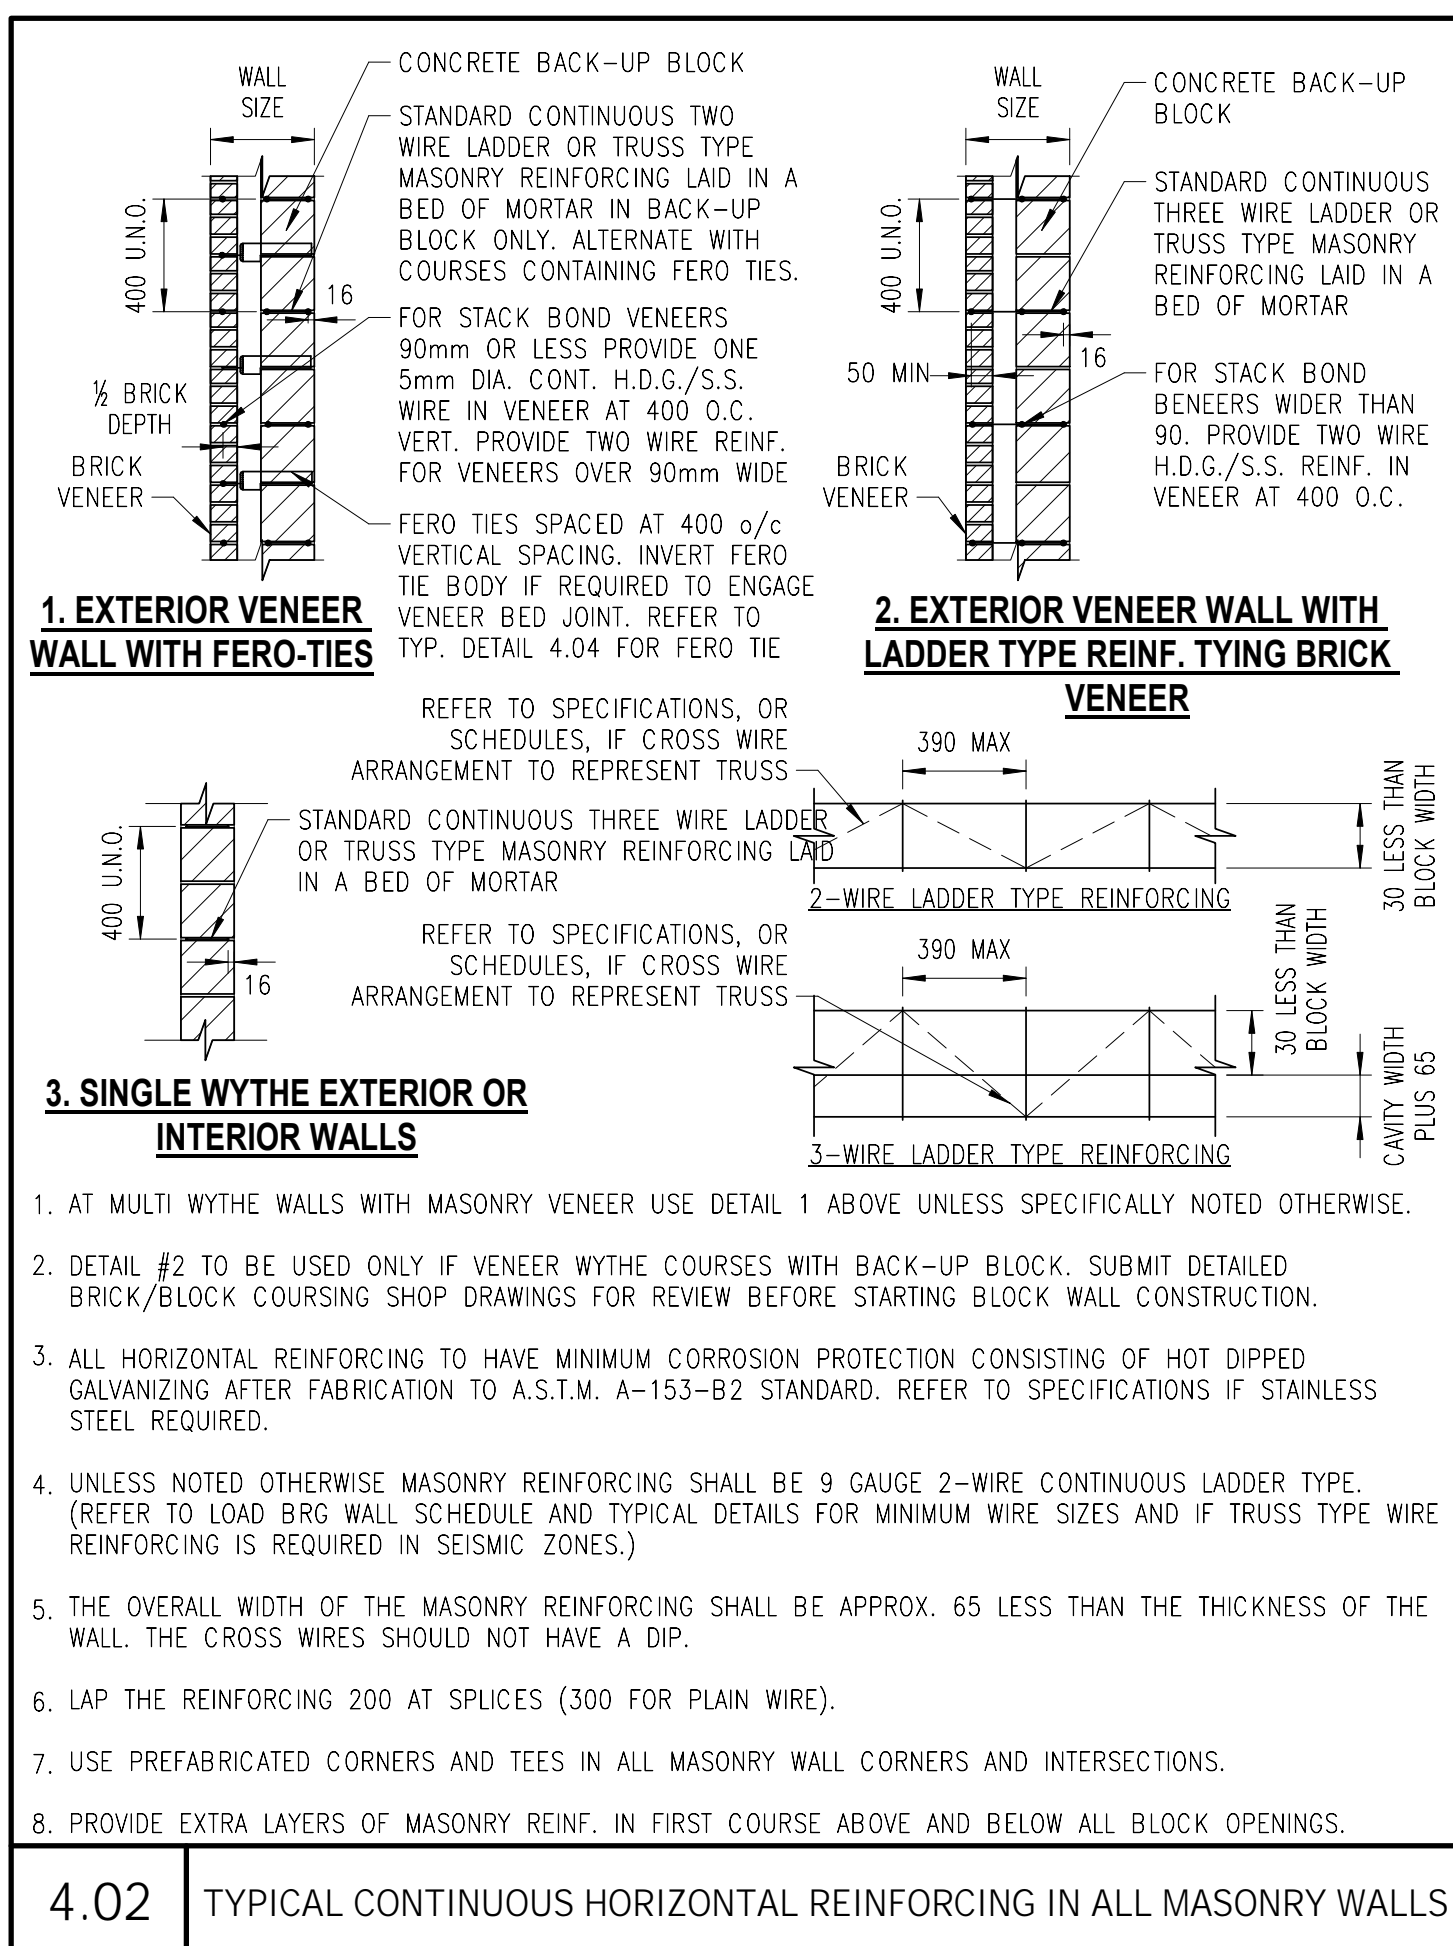 WALL
SIZE
CONCRETE BACK-UP BLOCK
STANDARD CONTINUOUS TWO
WIRE LADDER OR TRUSS TYPE
MASONRY REINFORCING LAID IN A
BED OF MORTAR IN BACK-UP
BLOCK ONLY. ALTERNATE WITH
COURSES CONTAINING FERO TIES.
400 U.N.O.
16
FOR STACK BOND VENEERS
90mm OR LESS PROVIDE ONE
5mm DIA. CONT. H.D.G./S.S.
WIRE IN VENEER AT 400 O.C.
VERT. PROVIDE TWO WIRE REINF.
FOR VENEERS OVER 90mm WIDE
½ BRICK
DEPTH
BRICK
VENEER
FERO TIES SPACED AT 400 o/c
VERTICAL SPACING. INVERT FERO
TIE BODY IF REQUIRED TO ENGAGE
VENEER BED JOINT. REFER TO
TYP. DETAIL 4.04 FOR FERO TIE
1. EXTERIOR VENEER
WALL WITH FERO-TIES
WALL
SIZE
CONCRETE BACK-UP
BLOCK
STANDARD CONTINUOUS
THREE WIRE LADDER OR
TRUSS TYPE MASONRY
REINFORCING LAID IN A
BED OF MORTAR
400 U.N.O.
16
50 MIN
FOR STACK BOND
BENEERS WIDER THAN
90. PROVIDE TWO WIRE
H.D.G./S.S. REINF. IN
VENEER AT 400 O.C.
BRICK
VENEER
2. EXTERIOR VENEER WALL WITH
LADDER TYPE REINF. TYING BRICK
VENEER
REFER TO SPECIFICATIONS, OR
SCHEDULES, IF CROSS WIRE
ARRANGEMENT TO REPRESENT TRUSS
STANDARD CONTINUOUS THREE WIRE LADDER
OR TRUSS TYPE MASONRY REINFORCING LAID
IN A BED OF MORTAR
400 U.N.O.
16
3. SINGLE WYTHE EXTERIOR OR
INTERIOR WALLS
390 MAX
30 LESS THAN
BLOCK WIDTH
2-WIRE LADDER TYPE REINFORCING
REFER TO SPECIFICATIONS, OR
SCHEDULES, IF CROSS WIRE
ARRANGEMENT TO REPRESENT TRUSS
390 MAX
30 LESS THAN
BLOCK WIDTH
CAVITY WIDTH
PLUS 65
3-WIRE LADDER TYPE REINFORCING
1. AT MULTI WYTHE WALLS WITH MASONRY VENEER USE DETAIL 1 ABOVE UNLESS SPECIFICALLY NOTED OTHERWISE.
2. DETAIL #2 TO BE USED ONLY IF VENEER WYTHE COURSES WITH BACK-UP BLOCK. SUBMIT DETAILED
BRICK/BLOCK COURSING SHOP DRAWINGS FOR REVIEW BEFORE STARTING BLOCK WALL CONSTRUCTION.
3. ALL HORIZONTAL REINFORCING TO HAVE MINIMUM CORROSION PROTECTION CONSISTING OF HOT DIPPED
GALVANIZING AFTER FABRICATION TO A.S.T.M. A-153-B2 STANDARD. REFER TO SPECIFICATIONS IF STAINLESS
STEEL REQUIRED.
4. UNLESS NOTED OTHERWISE MASONRY REINFORCING SHALL BE 9 GAUGE 2-WIRE CONTINUOUS LADDER TYPE.
(REFER TO LOAD BRG WALL SCHEDULE AND TYPICAL DETAILS FOR MINIMUM WIRE SIZES AND IF TRUSS TYPE WIRE
REINFORCING IS REQUIRED IN SEISMIC ZONES.)
5. THE OVERALL WIDTH OF THE MASONRY REINFORCING SHALL BE APPROX. 65 LESS THAN THE THICKNESS OF THE
WALL. THE CROSS WIRES SHOULD NOT HAVE A DIP.
6. LAP THE REINFORCING 200 AT SPLICES (300 FOR PLAIN WIRE).
7. USE PREFABRICATED CORNERS AND TEES IN ALL MASONRY WALL CORNERS AND INTERSECTIONS.
8. PROVIDE EXTRA LAYERS OF MASONRY REINF. IN FIRST COURSE ABOVE AND BELOW ALL BLOCK OPENINGS.
4.02
TYPICAL CONTINUOUS HORIZONTAL REINFORCING IN ALL MASONRY WALLS